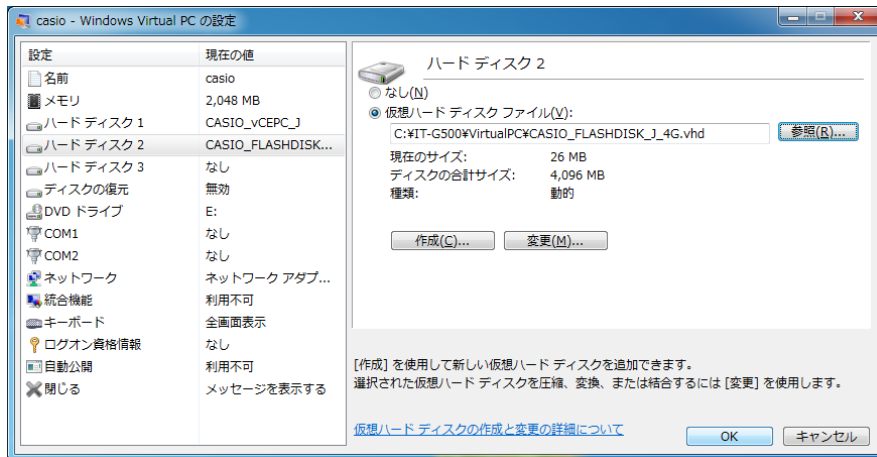 casio - Windows Virtual PC の設定
設定 現在の値
名前 casio
メモリ 2,048 MB
ハード ディスク 1 CASIO_vCEPC_J
ハード ディスク 2 CASIO_FLASHDISK...
ハード ディスク 3 なし
ディスクの復元 無効
DVD ドライブ E:
COM1 なし
COM2 なし
ネットワーク ネットワーク アダプ...
統合機能 利用不可
キーボード 全画面表示
ログオン資格情報 なし
自動公開 利用不可
閉じる メッセージを表示する
ハード ディスク 2
なし(N)
仮想ハード ディスク ファイル(V):
C:¥IT-G500¥VirtualPC¥CASIO_FLASHDISK_J_4G.vhd 参照(R)...
現在のサイズ: 26 MB
ディスクの合計サイズ: 4,096 MB
種類: 動的
作成(C)... 変更(M)...
[作成] を使用して新しい仮想ハード ディスクを追加できます。
選択された仮想ハード ディスクを圧縮、変換、または結合するには [変更] を使用します。
仮想ハード ディスクの作成と変更の詳細について
OK キャンセル